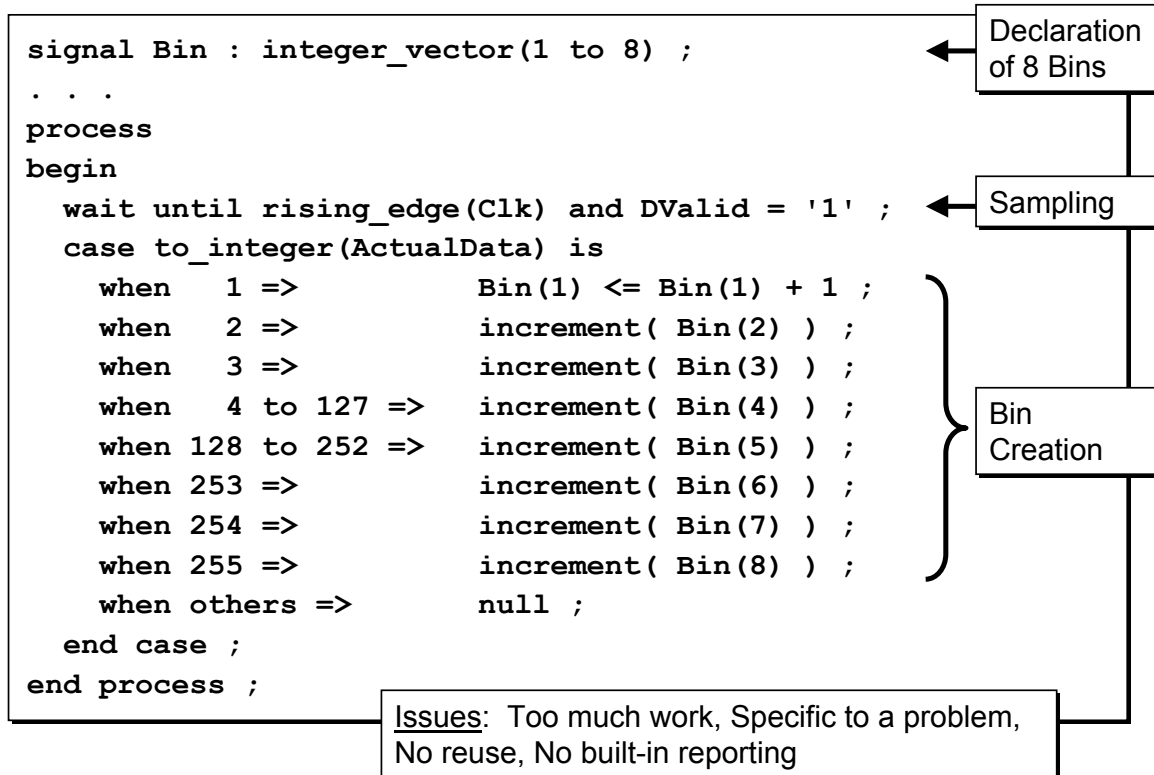 signal Bin : integer_vector(1 to 8) ;
Declaration
of 8 Bins
. . .
process
begin
wait until rising_edge(Clk) and DValid = '1' ;
Sampling
case to_integer(ActualData) is
when 1 => Bin(1) <= Bin(1) + 1 ;
when 2 => increment( Bin(2) ) ;
when 3 => increment( Bin(3) ) ;
when 4 to 127 => increment( Bin(4) ) ;
when 128 to 252 => increment( Bin(5) ) ;
when 253 => increment( Bin(6) ) ;
when 254 => increment( Bin(7) ) ;
when 255 => increment( Bin(8) ) ;
Bin
Creation
when others => null ;
end case ;
end process ;
Issues: Too much work, Specific to a problem,
No reuse, No built-in reporting